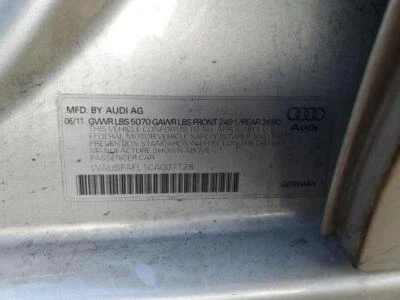 MFD. BY AUDI AG
06/11 GVWR LBS 5070 GAWR LBS FRONT 2491/REAR 2690
THIS VEHICLE CONFORMS TO ALL APPLICABLE U.S.
FEDERAL MOTOR VEHICLE SAFETY BUMPER AND THEFT
PREVENTION STANDARDS IN EFFECT ON THE DATE OF
MANUFACTURE SHOWN ABOVE
PASSENGER CAR
WAUSFAFL1CA007128
Audi
GERMANY